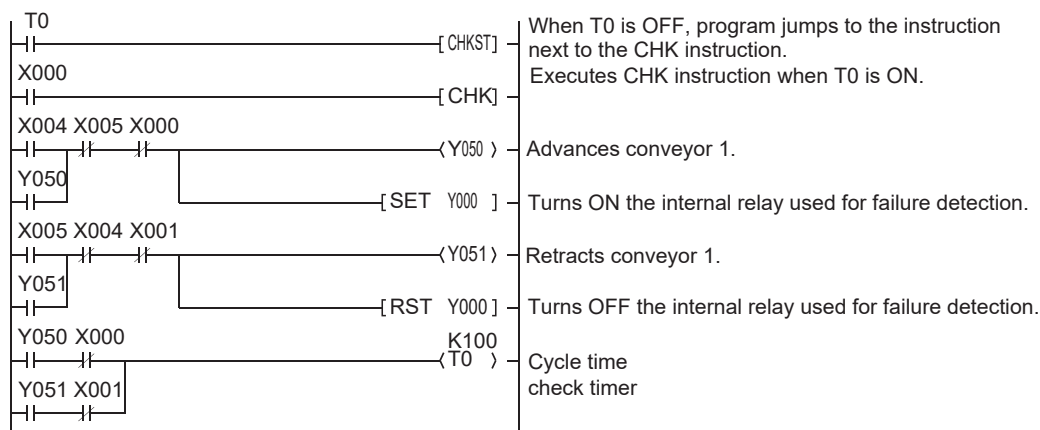 T0
[ CHKST]
When T0 is OFF, program jumps to the instruction
next to the CHK instruction.
X000
[ CHK]
Executes CHK instruction when T0 is ON.
X004 X005 X000
Y050
Advances conveyor 1.
Y050
[ SET Y000 ]
Turns ON the internal relay used for failure detection.
X005 X004 X001
Y051
Retracts conveyor 1.
Y051
[ RST Y000 ]
Turns OFF the internal relay used for failure detection.
Y050 X000
K100
T0
Cycle time
check timer
Y051 X001